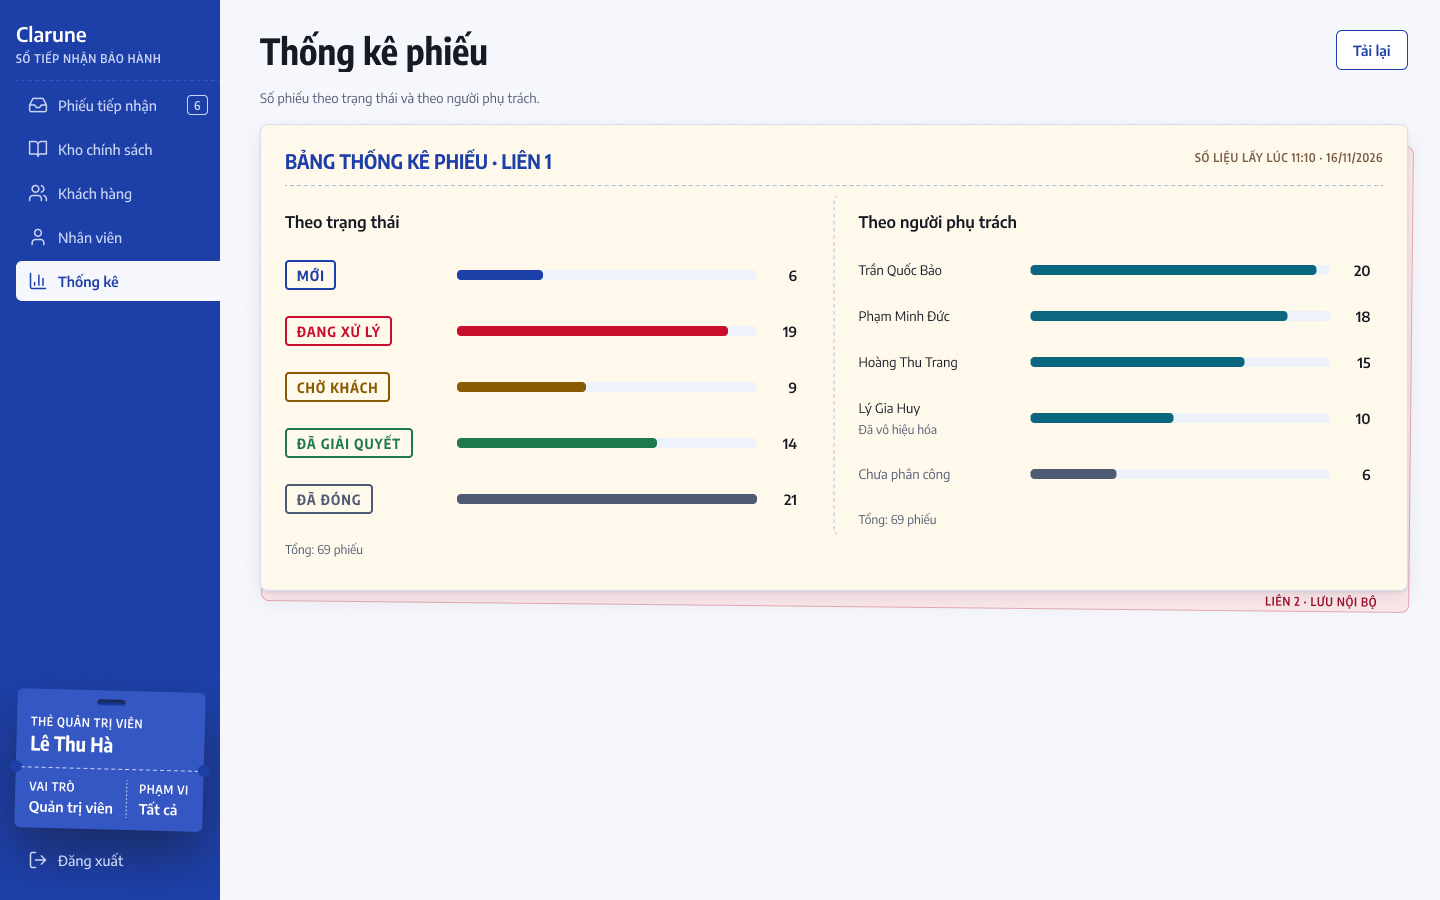 Clarune
SỔ TIẾP NHẬN BẢO HÀNH
Phiếu tiếp nhận 6
Kho chính sách
Khách hàng
Nhân viên
Thống kê
THẺ QUẢN TRỊ VIÊN
Lê Thu Hà
VAI TRÒ
Quản trị viên
PHẠM VI
Tất cả
Đăng xuất
Thống kê phiếu
Tải lại
Số phiếu theo trạng thái và theo người phụ trách.
BẢNG THỐNG KÊ PHIẾU · LIÊN 1
SỐ LIỆU LẤY LÚC 11:10 · 16/11/2026
Theo trạng thái
MỚI 6
ĐANG XỬ LÝ 19
CHỜ KHÁCH 9
ĐÃ GIẢI QUYẾT 14
ĐÃ ĐÓNG 21
Tổng: 69 phiếu
Theo người phụ trách
Trần Quốc Bảo 20
Phạm Minh Đức 18
Hoàng Thu Trang 15
Lý Gia Huy 10
Đã vô hiệu hóa
Chưa phân công 6
Tổng: 69 phiếu
LIÊN 2 · LƯU NỘI BỘ